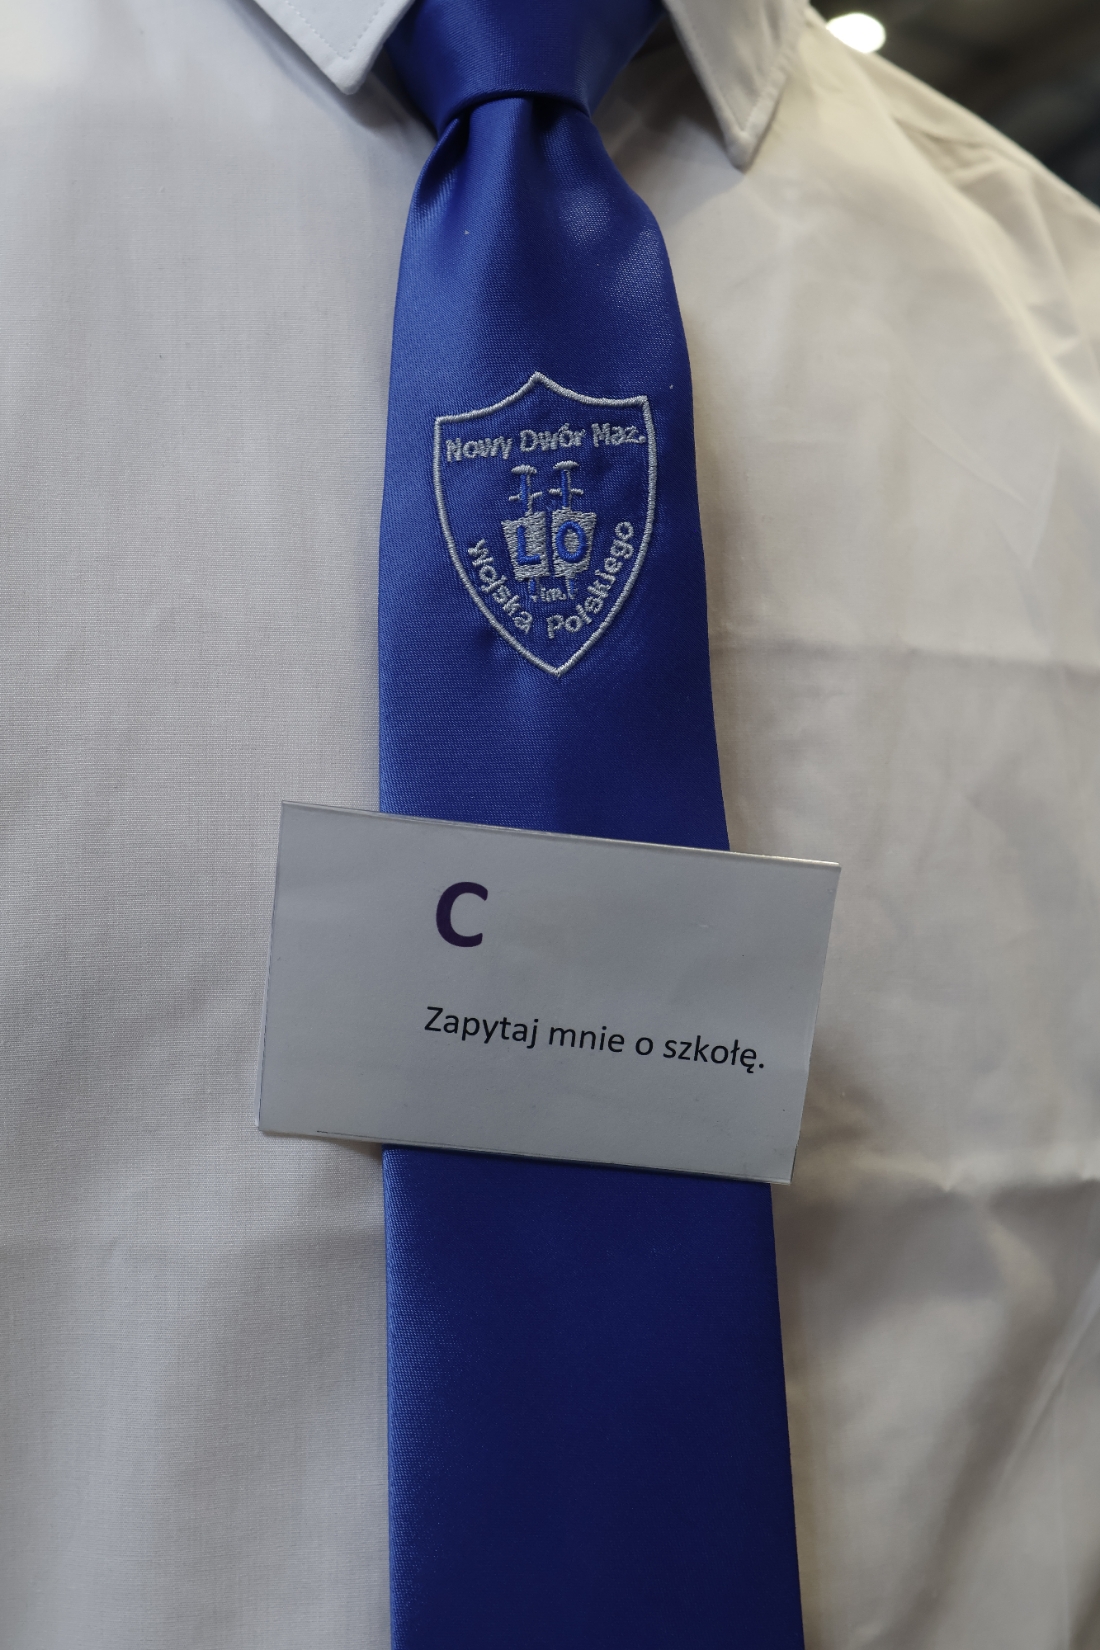 Nowy Dwór Maz.
LO
im.
Wojska Polskiego
C
Zapytaj mnie o szkołę.